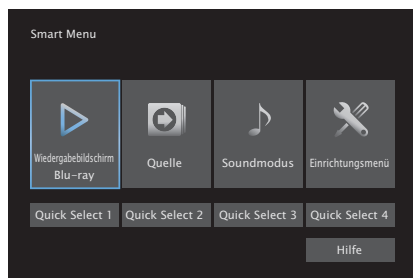 Smart Menu
Wiedergabebildschirm
Blu-ray
Quelle
Soundmodus
Einrichtungsmenü
Quick Select 1
Quick Select 2
Quick Select 3
Quick Select 4
Hilfe